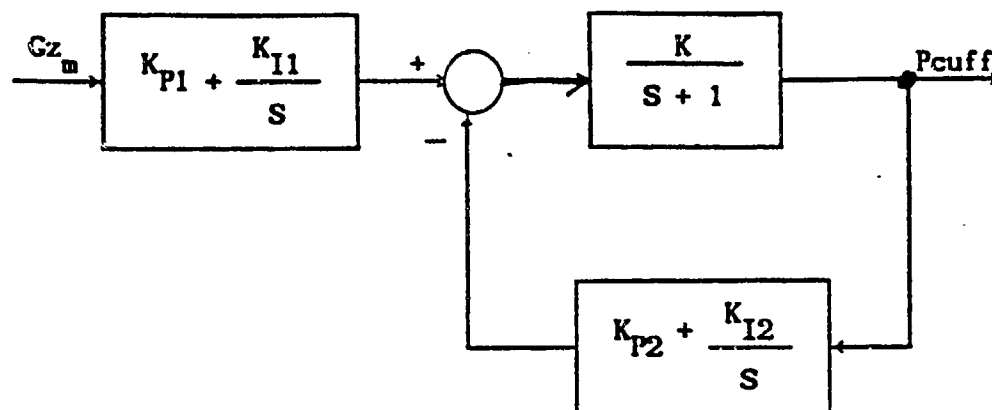 Gz_m
K_P1 + K_I1 / S
+
K / S + 1
Pcuff
−
K_P2 + K_I2 / S